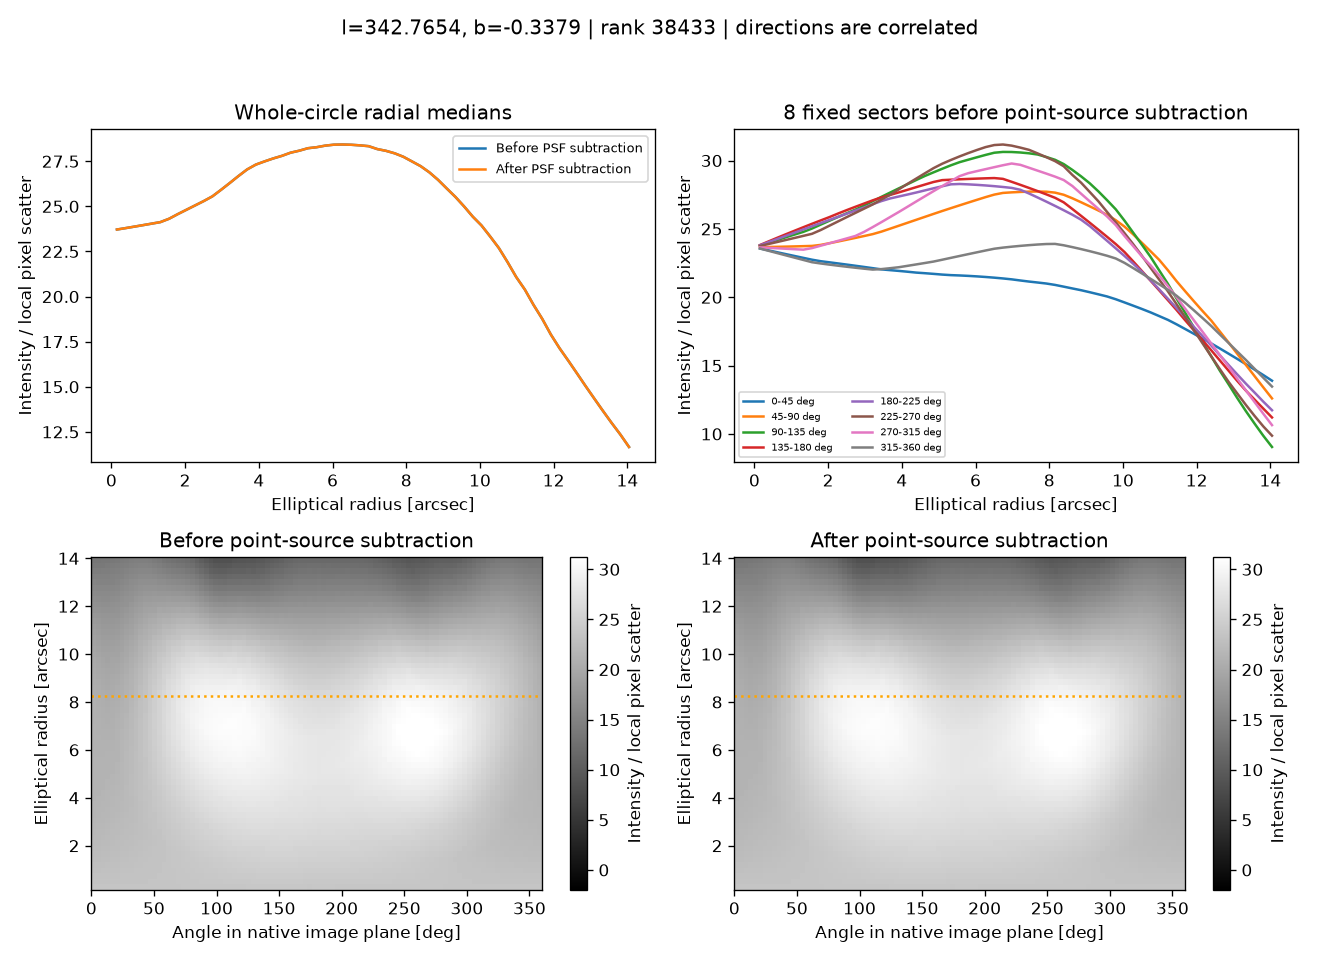 l=342.7654, b=-0.3379 | rank 38433 | directions are correlated
Whole-circle radial medians
Intensity / local pixel scatter
27.5
25.0
22.5
20.0
17.5
15.0
12.5
Before PSF subtraction
After PSF subtraction
0 2 4 6 8 10 12 14
Elliptical radius [arcsec]
8 fixed sectors before point-source subtraction
Intensity / local pixel scatter
30
25
20
15
10
0-45 deg
45-90 deg
90-135 deg
135-180 deg
180-225 deg
225-270 deg
270-315 deg
315-360 deg
0 2 4 6 8 10 12 14
Elliptical radius [arcsec]
Before point-source subtraction
Elliptical radius [arcsec]
14
12
10
8
6
4
2
0 50 100 150 200 250 300 350
Angle in native image plane [deg]
30
25
20
15
10
5
0
Intensity / local pixel scatter
After point-source subtraction
Elliptical radius [arcsec]
14
12
10
8
6
4
2
0 50 100 150 200 250 300 350
Angle in native image plane [deg]
30
25
20
15
10
5
0
Intensity / local pixel scatter